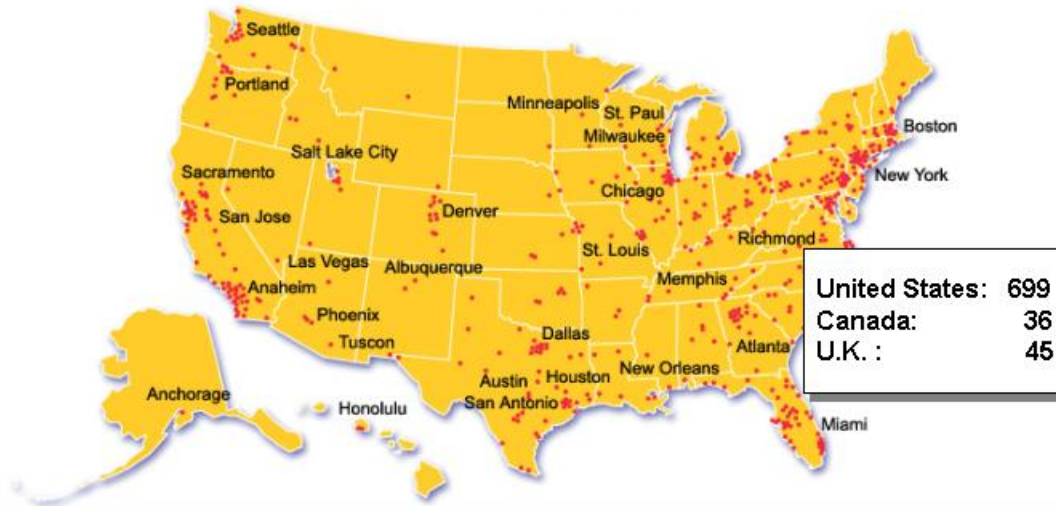 Seattle
Portland
Minneapolis
St. Paul
Milwaukee
Boston
Salt Lake City
Sacramento
New York
Chicago
San Jose
Denver
St. Louis
Richmond
Las Vegas
Albuquerque
Memphis
Anaheim
United States: 699
Canada: 36
U.K. : 45
Phoenix
Tuscon
Dallas
Atlanta
New Orleans
Austin
Houston
San Antonio
Anchorage
Honolulu
Miami